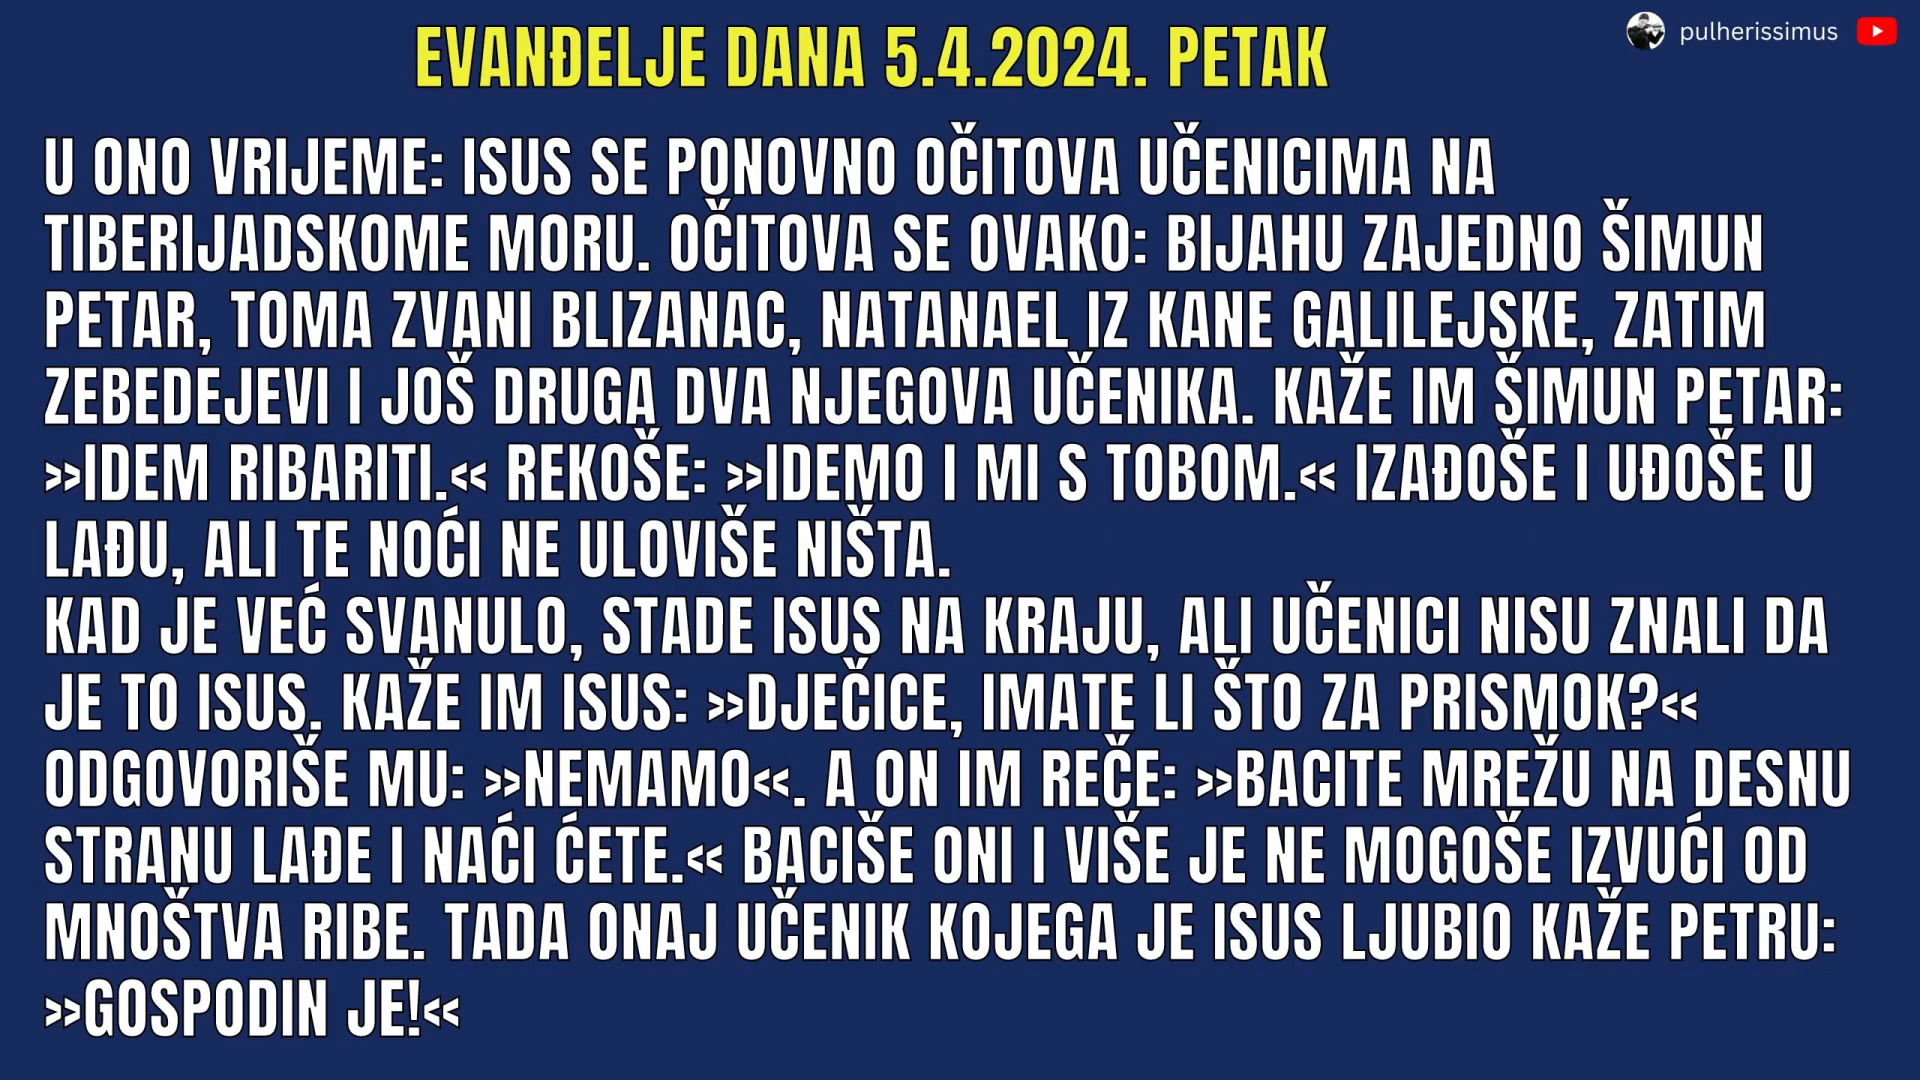 EVANĐELJE DANA 5.4.2024. PETAK
pulherissimus
U ONO VRIJEME: ISUS SE PONOVNO OČITOVA UČENICIMA NA
TIBERIJADSKOME MORU. OČITOVA SE OVAKO: BIJAHU ZAJEDNO ŠIMUN
PETAR, TOMA ZVANI BLIZANAC, NATANAEL IZ KANE GALILEJSKE, ZATIM
ZEBEDEJEVI I JOŠ DRUGA DVA NJEGOVA UČENIKA. KAŽE IM ŠIMUN PETAR:
>>IDEM RIBARITI.<< REKOŠE: >>IDEMO I MI S TOBOM.<< IZAĐOŠE I UĐOŠE U
LAĐU, ALI TE NOĆI NE ULOVIŠE NIŠTA.
KAD JE VEĆ SVANULO, STADE ISUS NA KRAJU, ALI UČENICI NISU ZNALI DA
JE TO ISUS. KAŽE IM ISUS: >>DJEČICE, IMATE LI ŠTO ZA PRISMOK?<<
ODGOVORIŠE MU: >>NEMAMO<<. A ON IM REČE: >>BACITE MREŽU NA DESNU
STRANU LAĐE I NAĆI ĆETE.<< BACIŠE ONI I VIŠE JE NE MOGOŠE IZVUĆI OD
MNOŠTVA RIBE. TADA ONAJ UČENIK KOJEGA JE ISUS LJUBIO KAŽE PETRU:
>>GOSPODIN JE!<<